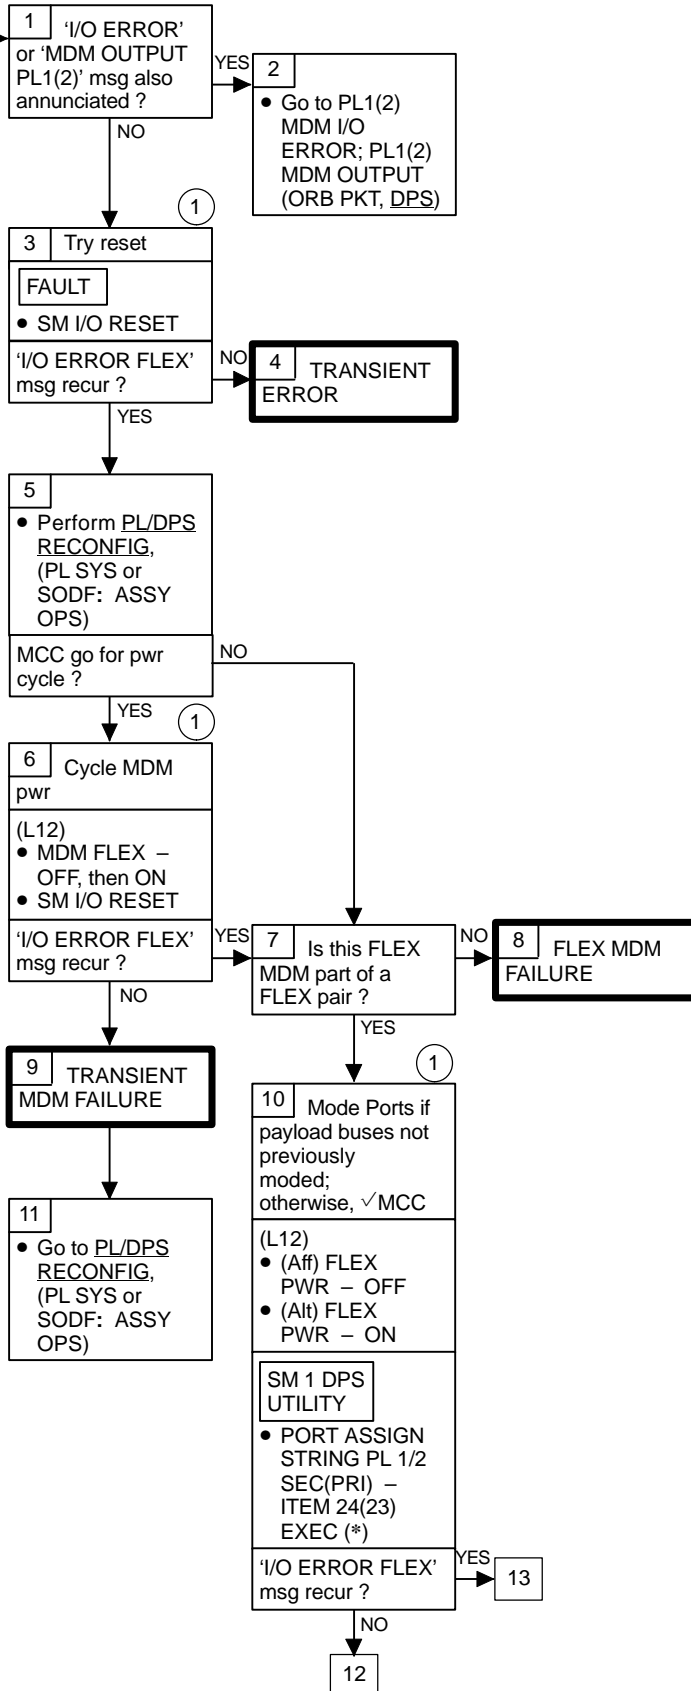 1 'I/O ERROR'
or ‘MDM OUTPUT
PL1(2)’ msg also
annunciated ?
YES
NO
2
• Go to PL1(2)
MDM I/O
ERROR; PL1(2)
MDM OUTPUT
(ORB PKT, DPS)
1
3 Try reset
FAULT
• SM I/O RESET
‘I/O ERROR FLEX’
msg recur ?
NO
YES
4 TRANSIENT
ERROR
5
• Perform PL/DPS
RECONFIG,
(PL SYS or
SODF: ASSY
OPS)
MCC go for pwr
cycle ?
NO
YES
1
6 Cycle MDM
pwr
(L12)
• MDM FLEX –
OFF, then ON
• SM I/O RESET
‘I/O ERROR FLEX’
msg recur ?
YES
NO
7 Is this FLEX
MDM part of a
FLEX pair ?
NO
YES
8 FLEX MDM
FAILURE
9 TRANSIENT
MDM FAILURE
1
10 Mode Ports if
payload buses not
previously
moded;
otherwise, ✓MCC
(L12)
• (Aff) FLEX
PWR – OFF
• (Alt) FLEX
PWR – ON
SM 1 DPS
UTILITY
• PORT ASSIGN
STRING PL 1/2
SEC(PRI) –
ITEM 24(23)
EXEC (*)
‘I/O ERROR FLEX’
msg recur ?
YES
13
NO
12
11
• Go to PL/DPS
RECONFIG,
(PL SYS or
SODF: ASSY
OPS)